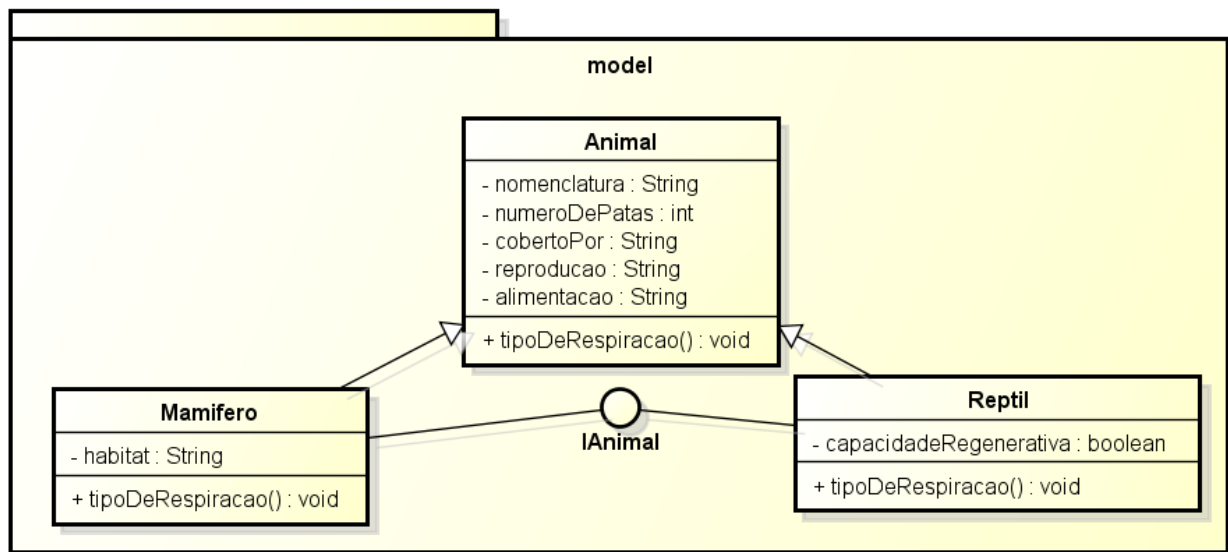 model
Animal
- nomenclatura : String
- numeroDePatas : int
- cobertoPor : String
- reproducao : String
- alimentacao : String
+ tipoDeRespiracao() : void
Mamifero
- habitat : String
+ tipoDeRespiracao() : void
IAnimal
Reptil
- capacidadeRegenerativa : boolean
+ tipoDeRespiracao() : void